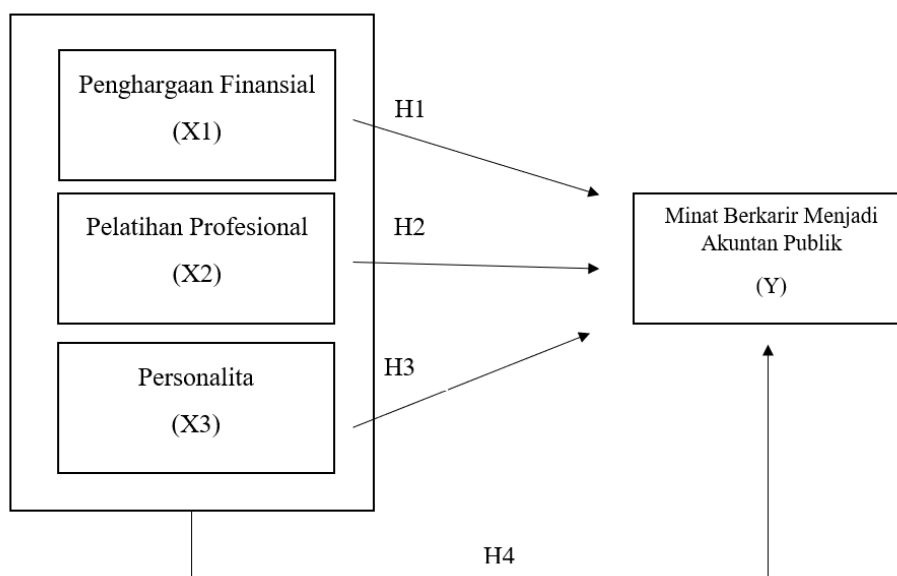 Penghargaan Finansial
(X1)
H1
Pelatihan Profesional
(X2)
H2
Minat Berkarir Menjadi
Akuntan Publik
(Y)
Personalita
(X3)
H3
H4